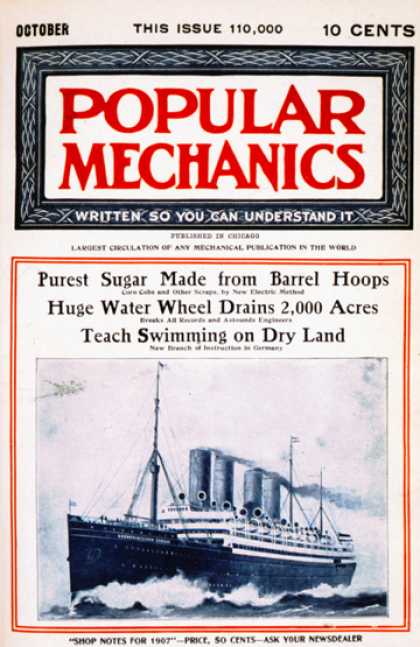 OCTOBER THIS ISSUE 110,000 10 CENTS
POPULAR
MECHANICS
WRITTEN SO YOU CAN UNDERSTAND IT
PUBLISHED IN CHICAGO
LARGEST CIRCULATION OF ANY MECHANICAL PUBLICATION IN THE WORLD
Purest Sugar Made from Barrel Hoops
Corn Cobs and Other Scraps, by New Electric Method
Huge Water Wheel Drains 2,000 Acres
Breaks All Records and Astounds Engineers
Teach Swimming on Dry Land
New Branch of Instruction in Germany
"SHOP NOTES FOR 1907"—PRICE, 50 CENTS—ASK YOUR NEWSDEALER